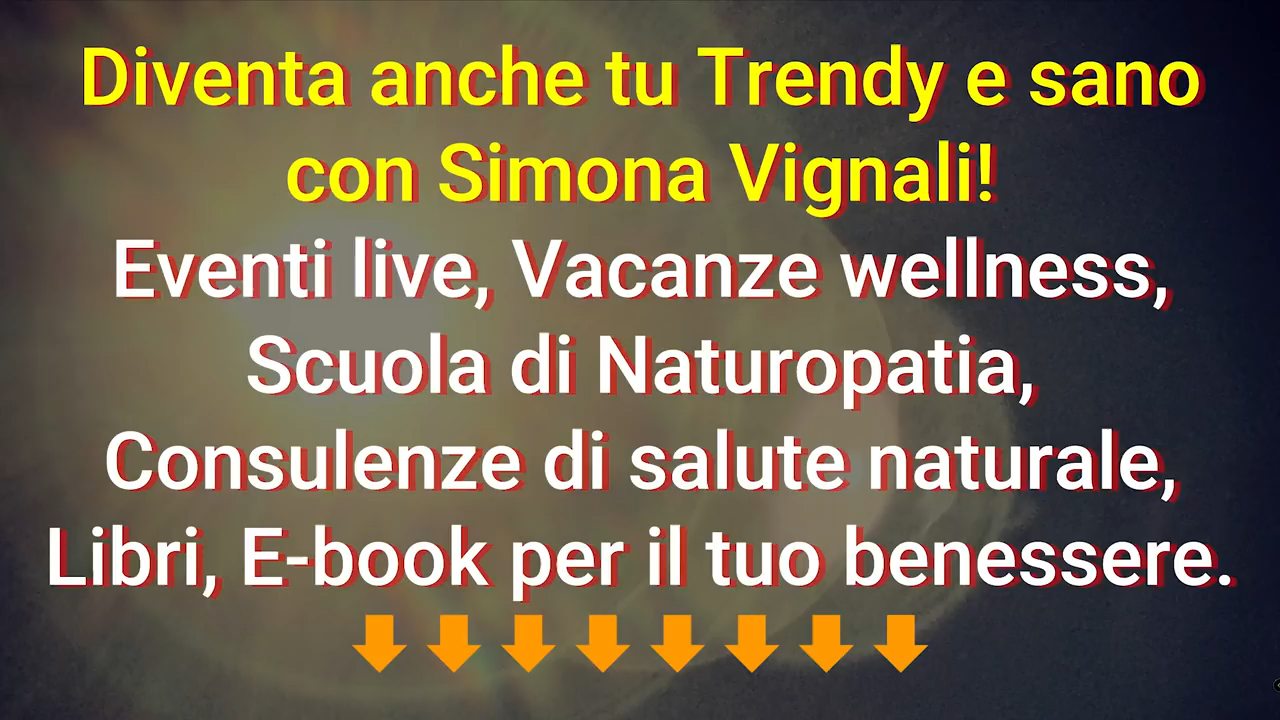 Diventa anche tu Trendy e sano
con Simona Vignali!
Eventi live, Vacanze wellness,
Scuola di Naturopatia,
Consulenze di salute naturale,
Libri, E-book per il tuo benessere.